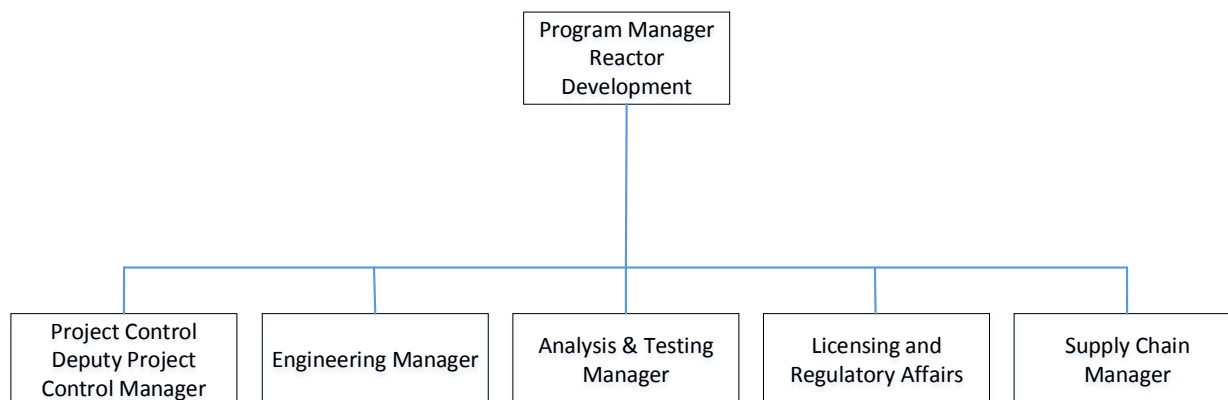 Program Manager
Reactor
Development
Project Control
Deputy Project
Control Manager
Engineering Manager
Analysis & Testing
Manager
Licensing and
Regulatory Affairs
Supply Chain
Manager